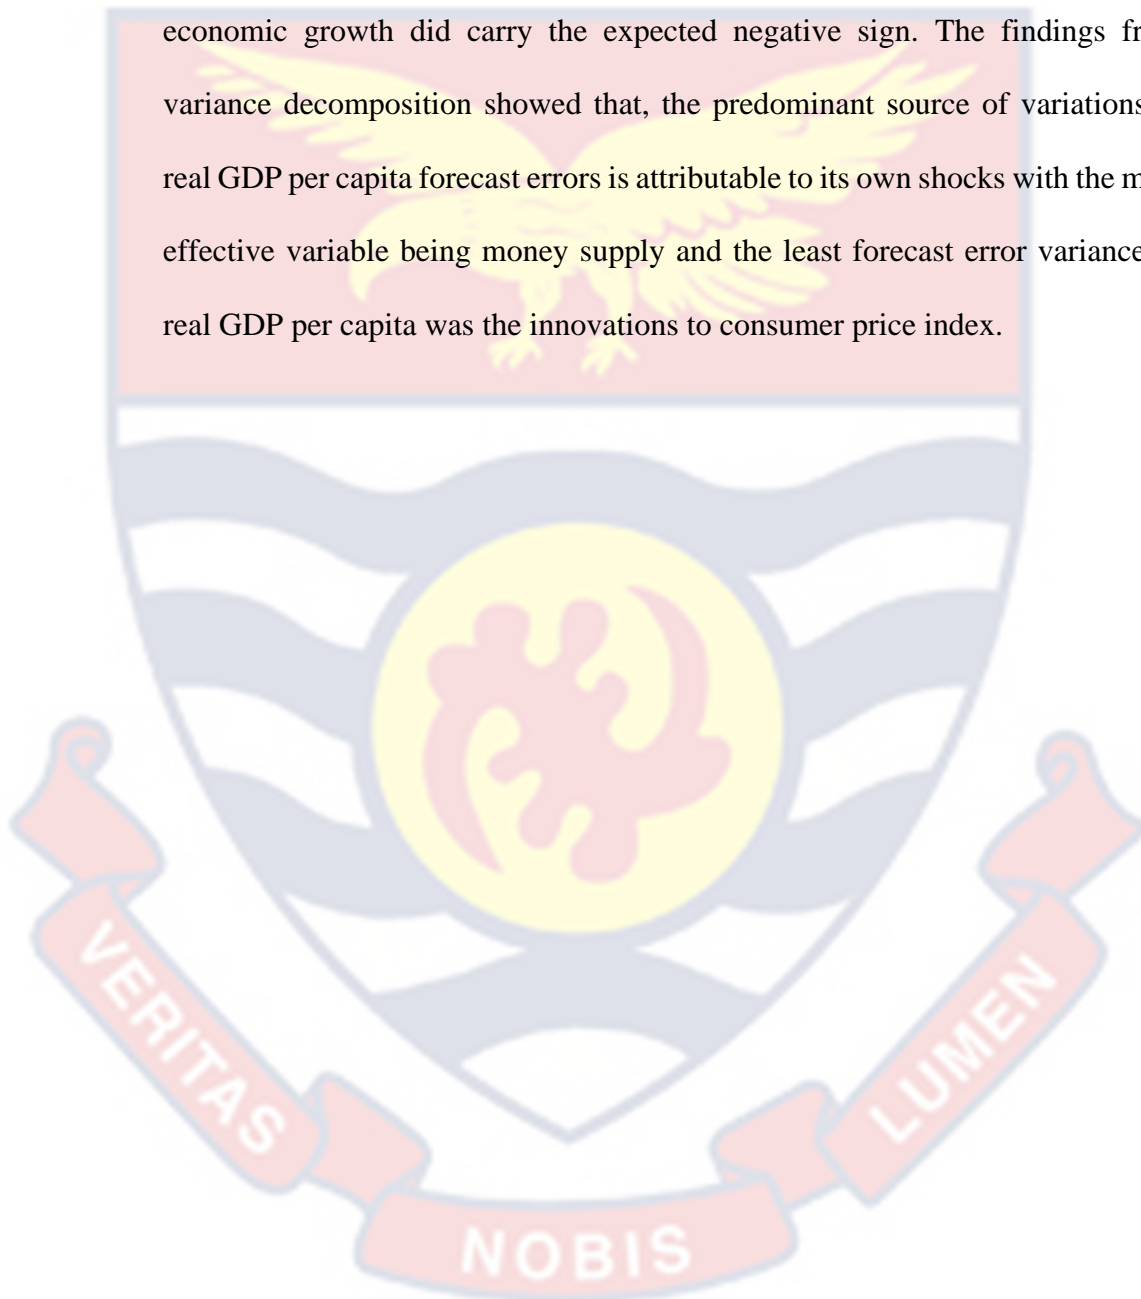 economic growth did carry the expected negative sign. The findings
variance decomposition showed that, the predominant source of variations
real GDP per capita forecast errors is attributable to its own shocks with the
effective variable being money supply and the least forecast error variance
real GDP per capita was the innovations to consumer price index.
VERITAS
NOBIS
LUMEN